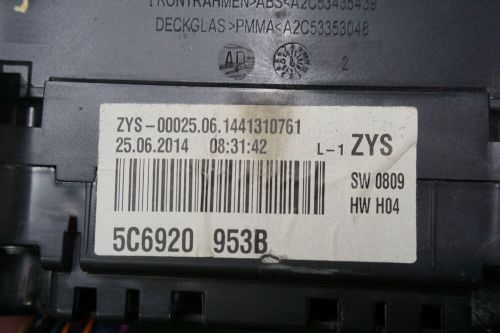 FRONTRAHMEN>ABS<A2C53435439
DECKGLAS>PMMA<A2C53353048
AP
2
ZYS-00025.06.1441310761
25.06.2014 08:31:42 L-1 ZYS
SW 0809
HW H04
5C6920 953B